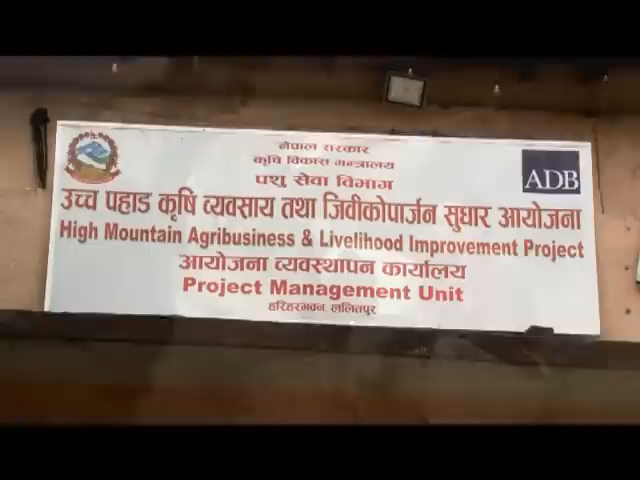 नेपाल सरकार
कृषि विकास मन्त्रालय
पशु सेवा विभाग
ADB
उच्च पहाड कृषि व्यवसाय तथा जिवीकोपार्जन सुधार आयोजना
High Mountain Agribusiness & Livelihood Improvement Project
आयोजना व्यवस्थापन कार्यालय
Project Management Unit
हरिहरभवन, ललितपुर